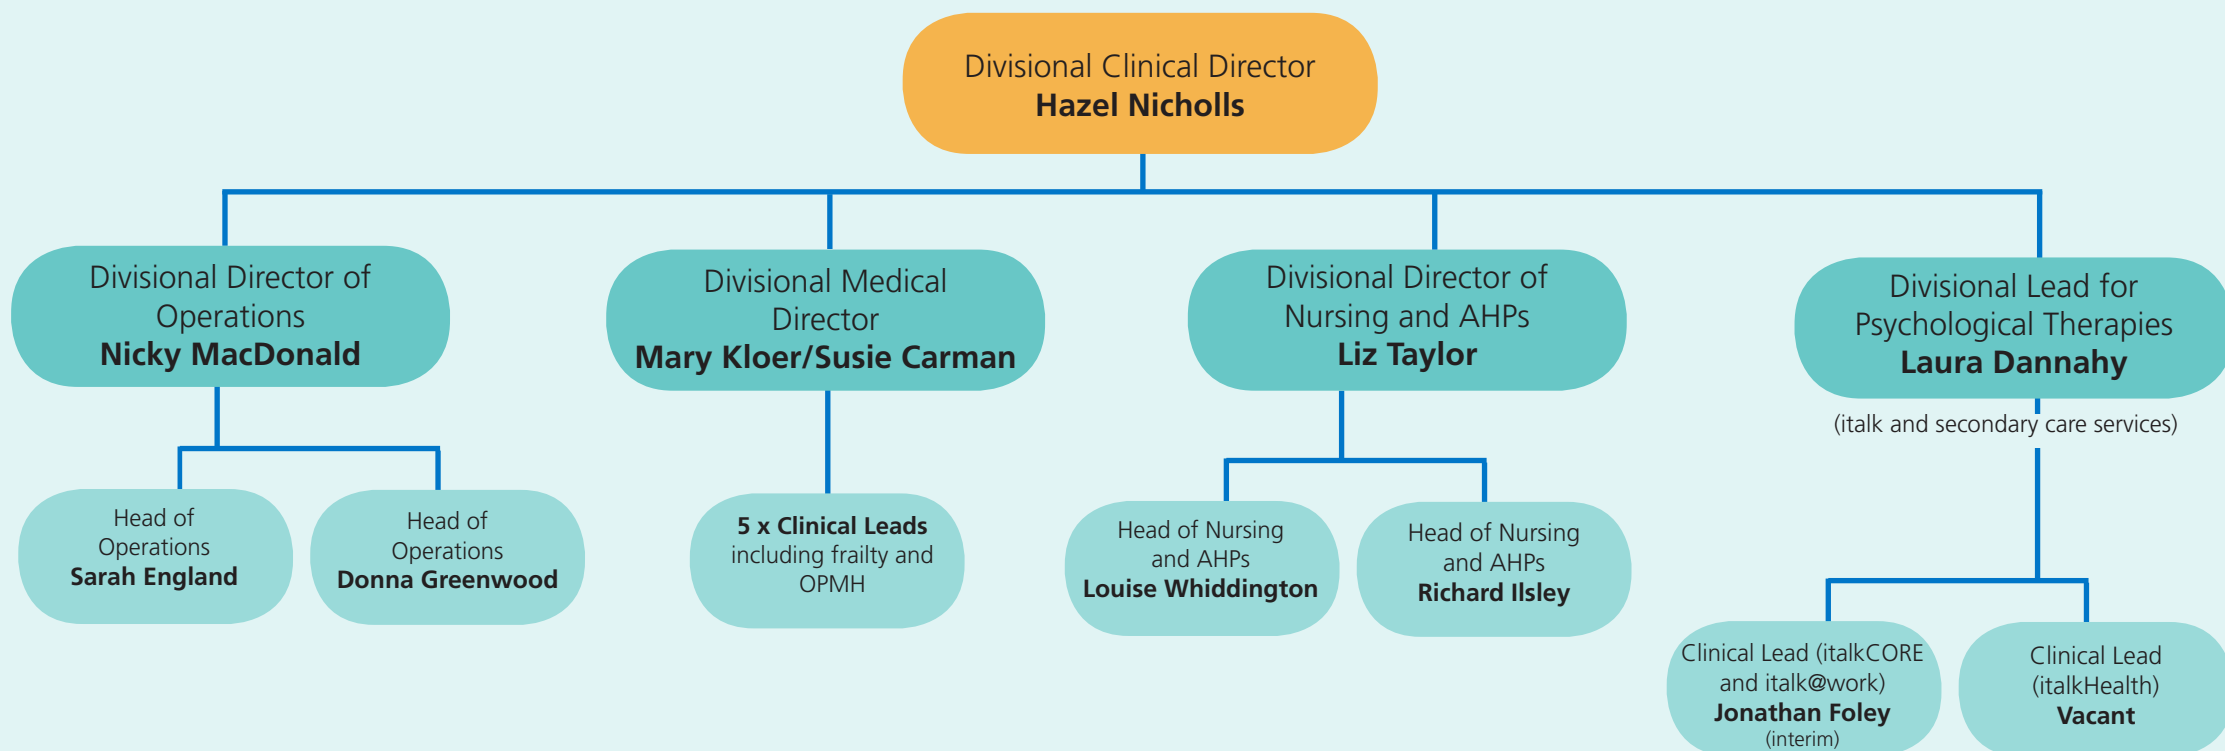 Divisional Clinical Director
Hazel Nicholls
Divisional Director of
Operations
Nicky MacDonald
Divisional Medical
Director
Mary Kloer/Susie Carman
Divisional Director of
Nursing and AHPs
Liz Taylor
Divisional Lead for
Psychological Therapies
Laura Dannahy
(italk and secondary care services)
Head of
Operations
Sarah England
Head of
Operations
Donna Greenwood
5 x Clinical Leads
including frailty and
OPMH
Head of Nursing
and AHPs
Louise Whiddington
Head of Nursing
and AHPs
Richard Ilsley
Clinical Lead (italkCORE
and italk@work)
Jonathan Foley
(interim)
Clinical Lead
(italkHealth)
Vacant